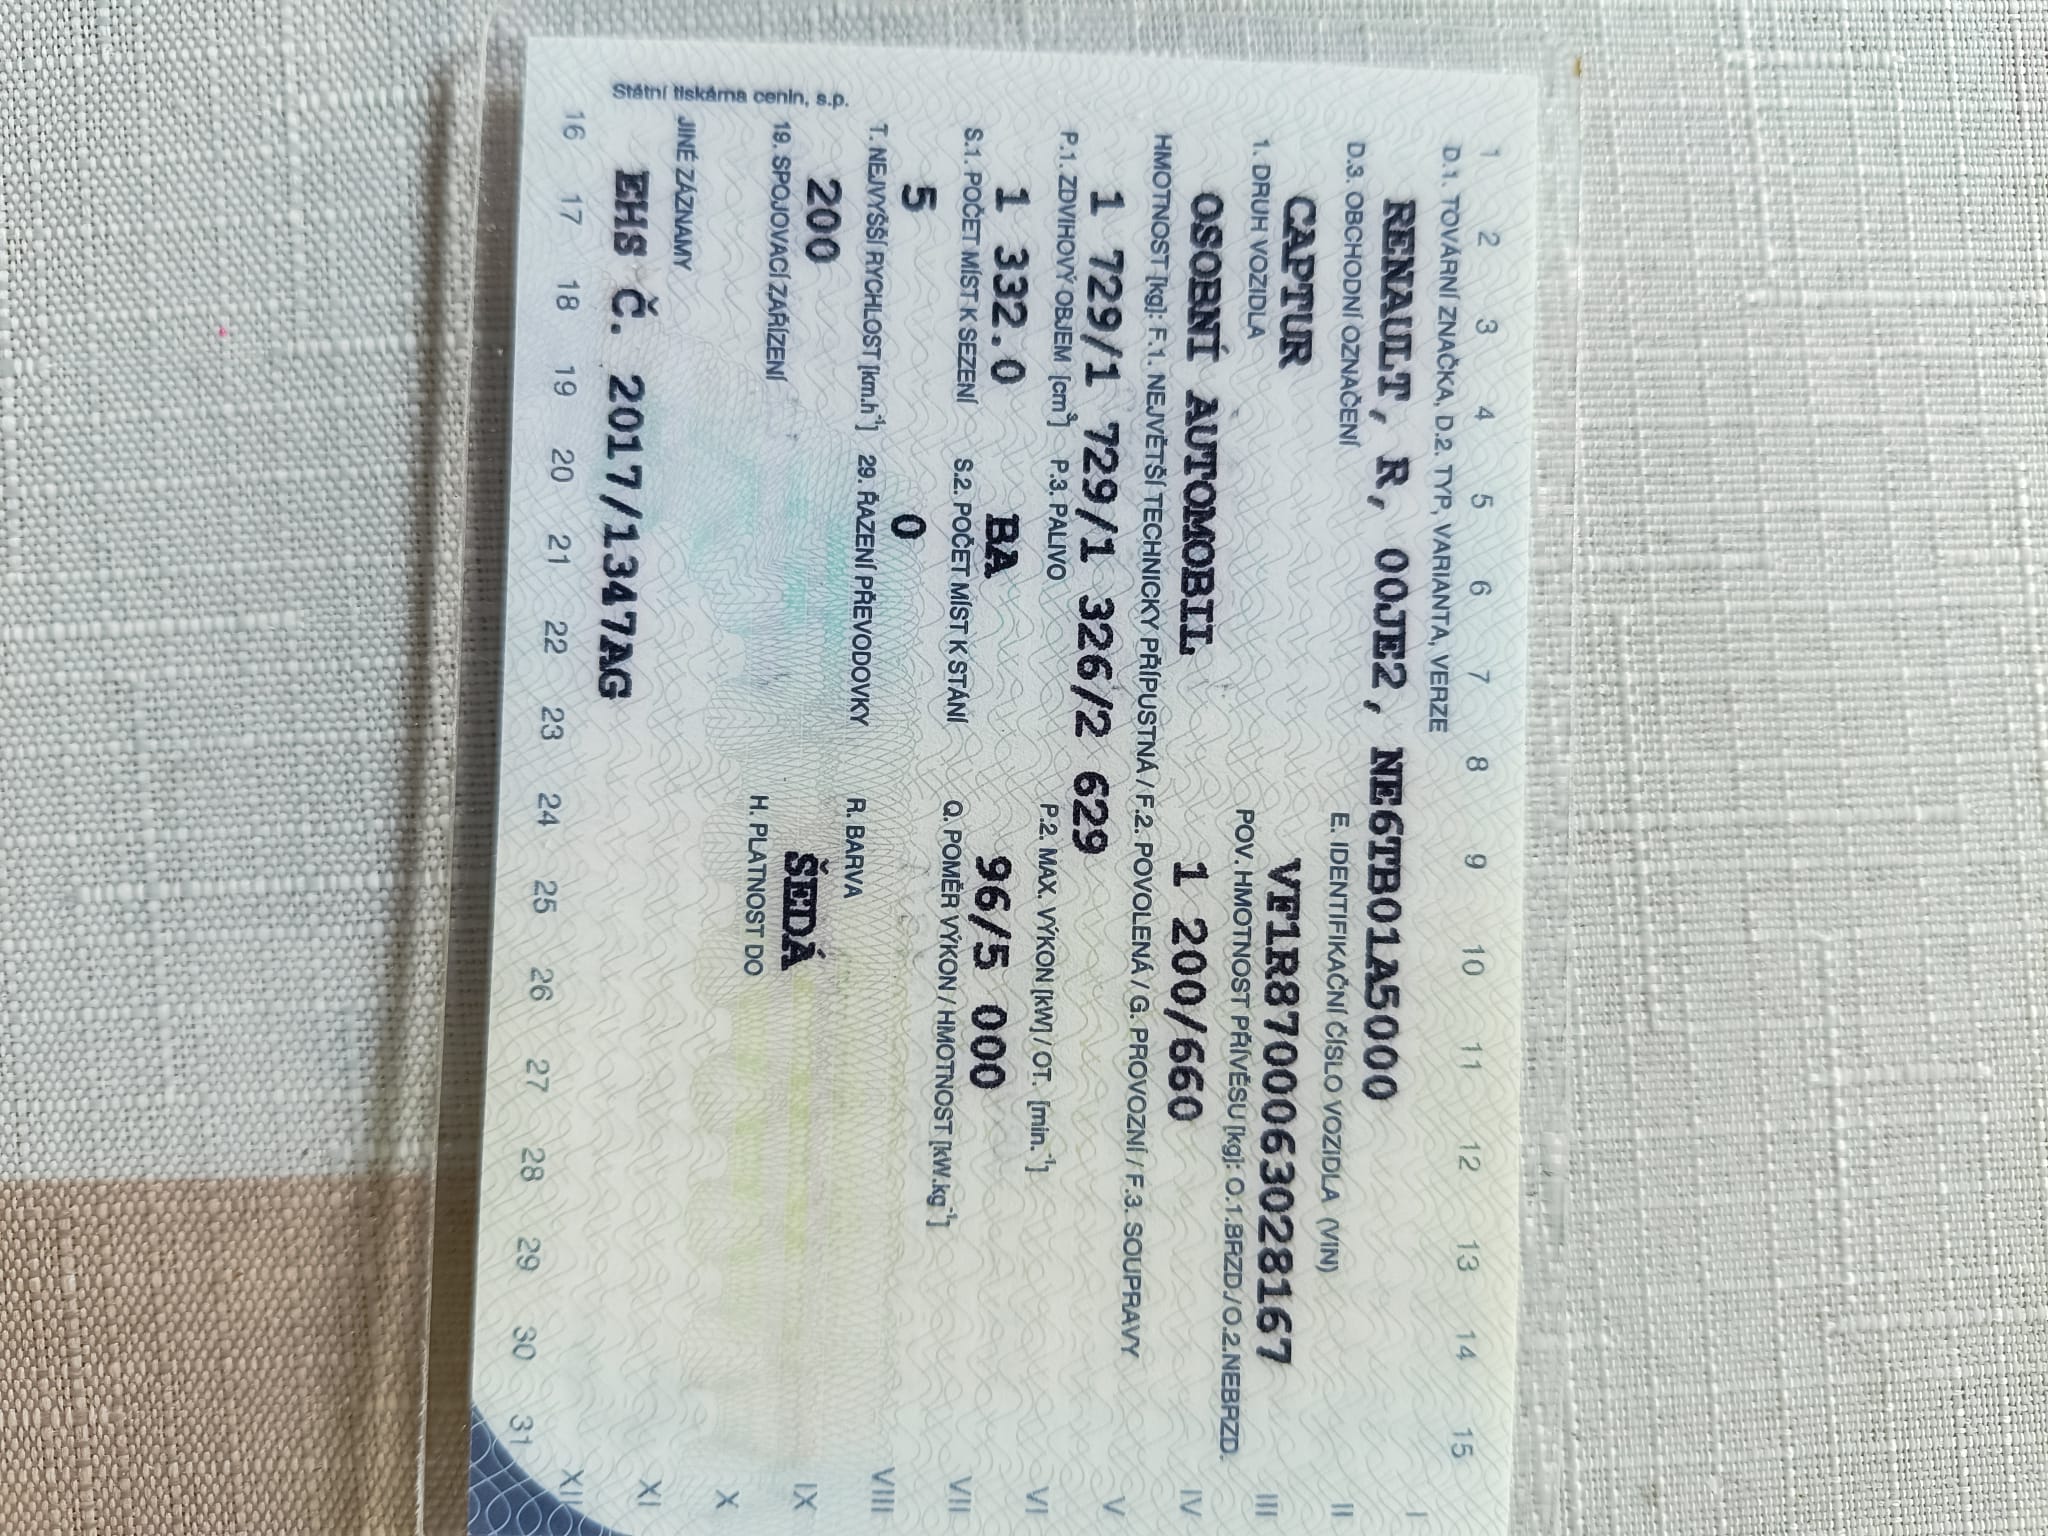 1 2 3 4 5 6 7 8 9 10 11 12 13 14 15
D.1. TOVÁRNÍ ZNAČKA, D.2. TYP, VARIANTA, VERZE
RENAULT, R, 00JE2, NE6TB01A5000
D.3. OBCHODNÍ OZNAČENÍ E. IDENTIFIKAČNÍ ČÍSLO VOZIDLA (VIN)
CAPTUR VF1R8700063028167
1. DRUH VOZIDLA POV. HMOTNOST PŘÍVĚSU [kg]: O.1.BRZD./O.2.NEBRZD.
OSOBNÍ AUTOMOBIL 1 200/660
HMOTNOST [kg]: F.1. NEJVĚTŠÍ TECHNICKY PŘÍPUSTNÁ / F.2. POVOLENÁ / G. PROVOZNÍ / F.3. SOUPRAVY
1 729/1 729/1 326/2 629
P.1. ZDVIHOVÝ OBJEM [cm³] P.3. PALIVO P.2. MAX. VÝKON [kW] / OT. [min.⁻¹]
1 332.0 BA 96/5 000
S.1. POČET MÍST K SEZENÍ S.2. POČET MÍST K STÁNÍ Q. POMĚR VÝKON / HMOTNOST [kW.kg⁻¹]
5 0
T. NEJVYŠŠÍ RYCHLOST [km.h⁻¹] 29. ŘAZENÍ PŘEVODOVKY R. BARVA
200 ŠEDÁ
19. SPOJOVACÍ ZAŘÍZENÍ H. PLATNOST DO
JINÉ ZÁZNAMY
EHS Č. 2017/1347AG
Státní tiskárna cenin, s.p.
16 17 18 19 20 21 22 23 24 25 26 27 28 29 30 31
I
II
III
IV
V
VI
VII
VIII
IX
X
XI
XII